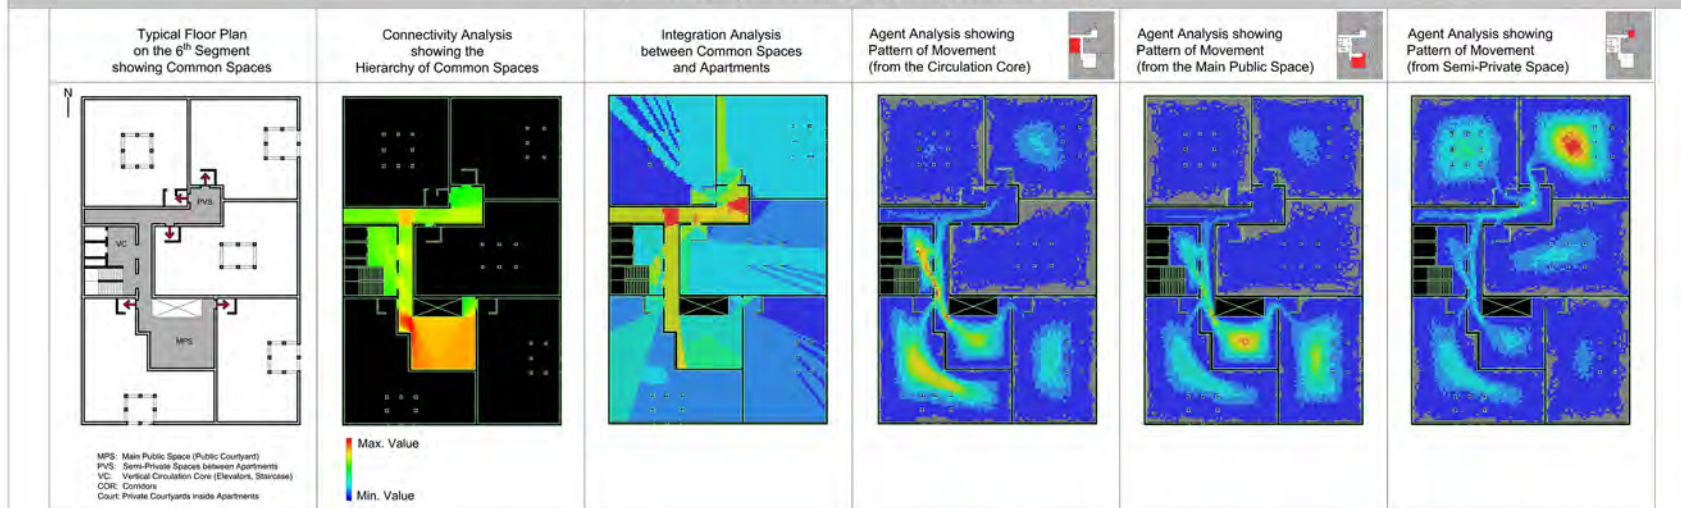 Typical Floor Plan
on the 6th Segment
showing Common Spaces
Connectivity Analysis
showing the
Hierarchy of Common Spaces
Integration Analysis
between Common Spaces
and Apartments
Agent Analysis showing
Pattern of Movement
(from the Circulation Core)
Agent Analysis showing
Pattern of Movement
(from the Main Public Space)
Agent Analysis showing
Pattern of Movement
(from Semi-Private Space)
N
PVS
VC
MPS
MPS: Main Public Space (Public Courtyard)
PVS: Semi-Private Spaces between Apartments
VC: Vertical Circulation Core (Elevators, Staircase)
COR: Corridors
Court: Private Courtyards inside Apartments
Max. Value
Min. Value